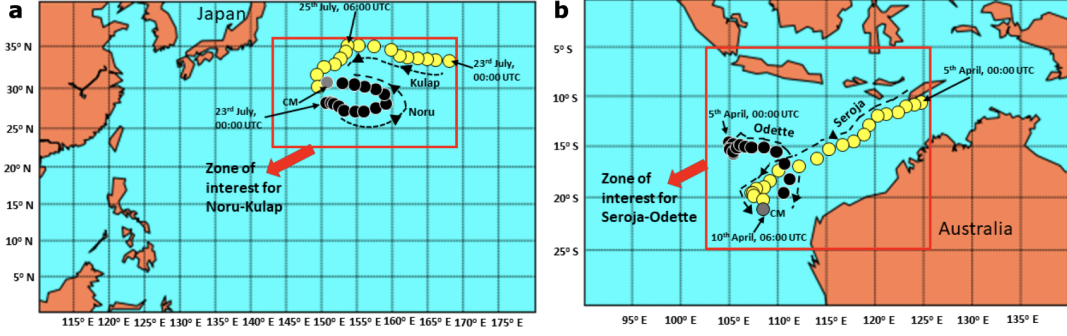 a
Japan
25th July, 06:00 UTC
35° N
23rd July,
00:00 UTC
30° N
Kulap
CM
23rd July,
00:00 UTC
Noru
25° N
20° N
Zone of
interest for
Noru-Kulap
15° N
10° N
5° N
115° E 120° E 125° E 130° E 135° E 140° E 145° E 150° E 155° E 160° E 165° E 170° E 175° E
b
5° S
5th April, 00:00 UTC
10° S
5th April, 00:00 UTC
Seroja
Odette
15° S
Zone of
interest for
Seroja-Odette
20° S
CM
10th April, 06:00 UTC
Australia
25° S
95° E 100° E 105° E 110° E 115° E 120° E 125° E 130° E 135° E